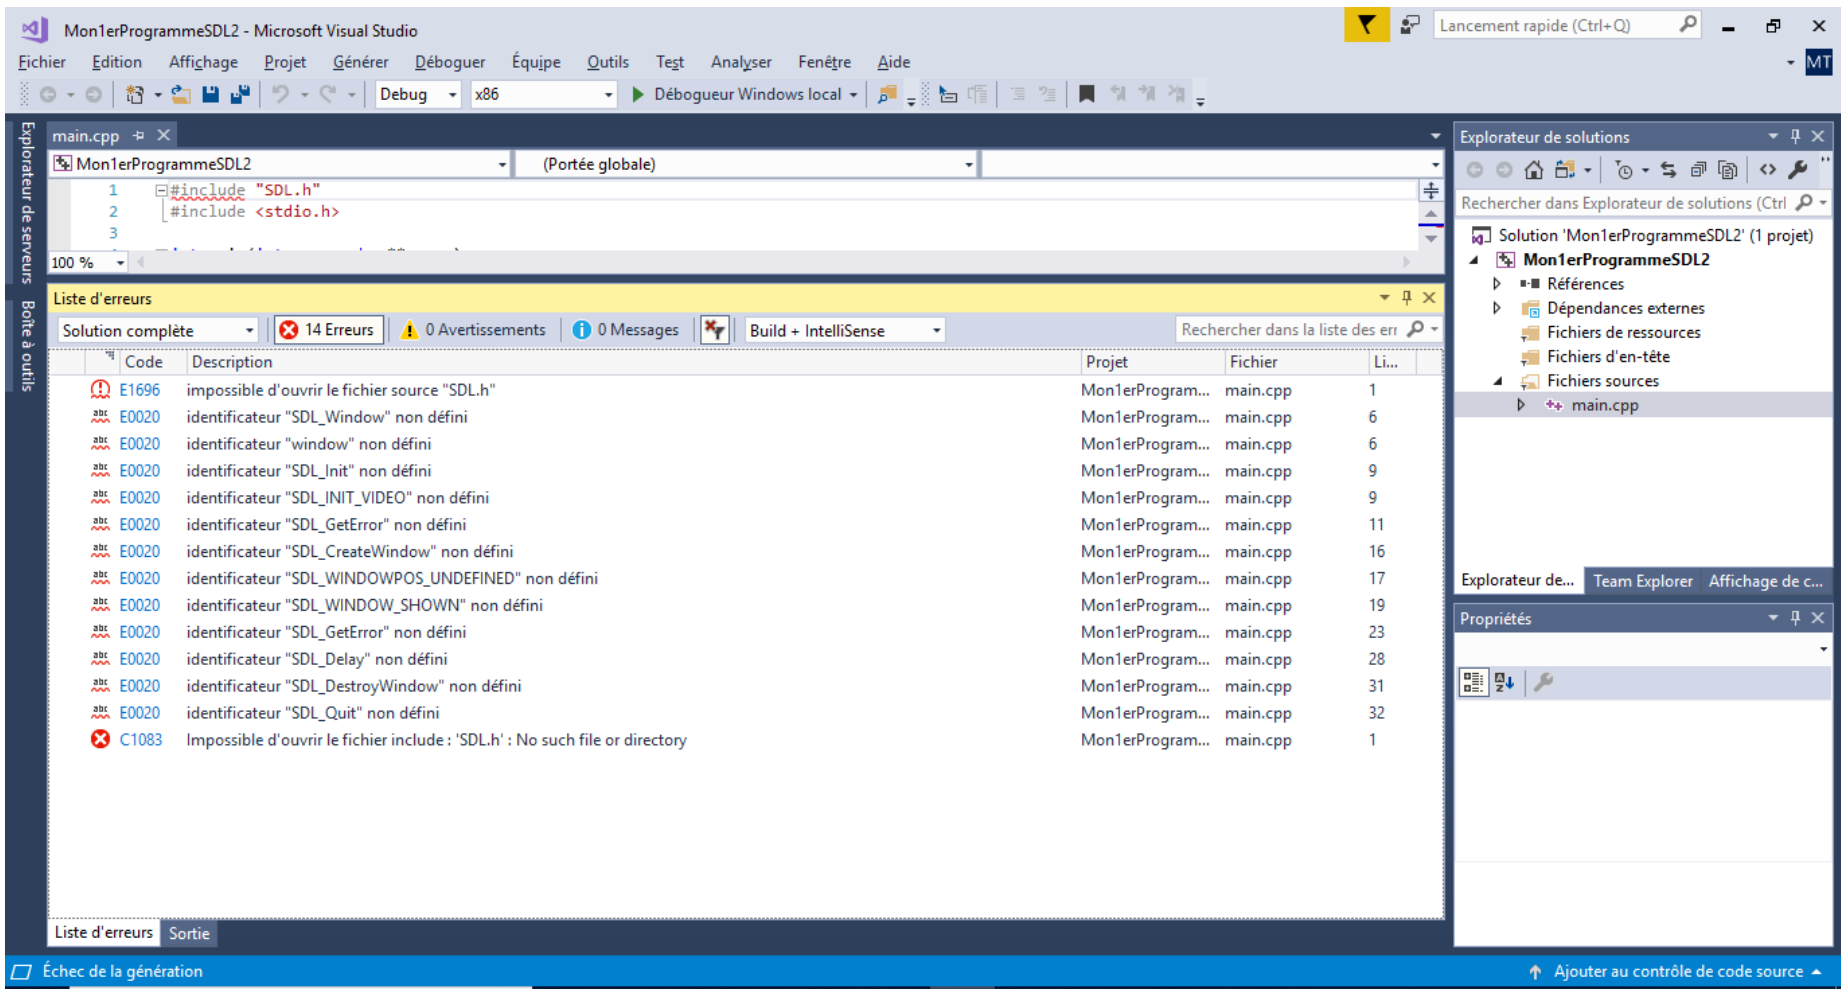 Mon1erProgrammeSDL2 - Microsoft Visual Studio
Lancement rapide (Ctrl+Q)
Fichier Edition Affichage Projet Générer Déboguer Équipe Outils Test Analyser Fenêtre Aide
MT
Debug x86 Débogueur Windows local
Explorateur de serveurs
Boîte à outils
main.cpp
Mon1erProgrammeSDL2 (Portée globale)
1 #include "SDL.h"
2 #include <stdio.h>
3
100 %
Liste d'erreurs
Solution complète 14 Erreurs 0 Avertissements 0 Messages Build + IntelliSense Rechercher dans la liste des err
Code Description Projet Fichier Li...
E1696 impossible d'ouvrir le fichier source "SDL.h" Mon1erProgram... main.cpp 1
abc E0020 identificateur "SDL_Window" non défini Mon1erProgram... main.cpp 6
abc E0020 identificateur "window" non défini Mon1erProgram... main.cpp 6
abc E0020 identificateur "SDL_Init" non défini Mon1erProgram... main.cpp 9
abc E0020 identificateur "SDL_INIT_VIDEO" non défini Mon1erProgram... main.cpp 9
abc E0020 identificateur "SDL_GetError" non défini Mon1erProgram... main.cpp 11
abc E0020 identificateur "SDL_CreateWindow" non défini Mon1erProgram... main.cpp 16
abc E0020 identificateur "SDL_WINDOWPOS_UNDEFINED" non défini Mon1erProgram... main.cpp 17
abc E0020 identificateur "SDL_WINDOW_SHOWN" non défini Mon1erProgram... main.cpp 19
abc E0020 identificateur "SDL_GetError" non défini Mon1erProgram... main.cpp 23
abc E0020 identificateur "SDL_Delay" non défini Mon1erProgram... main.cpp 28
abc E0020 identificateur "SDL_DestroyWindow" non défini Mon1erProgram... main.cpp 31
abc E0020 identificateur "SDL_Quit" non défini Mon1erProgram... main.cpp 32
C1083 Impossible d'ouvrir le fichier include : 'SDL.h' : No such file or directory Mon1erProgram... main.cpp 1
Liste d'erreurs Sortie
Explorateur de solutions
Rechercher dans Explorateur de solutions (Ctrl
Solution 'Mon1erProgrammeSDL2' (1 projet)
Mon1erProgrammeSDL2
Références
Dépendances externes
Fichiers de ressources
Fichiers d'en-tête
Fichiers sources
main.cpp
Explorateur de... Team Explorer Affichage de c...
Propriétés
Échec de la génération
Ajouter au contrôle de code source